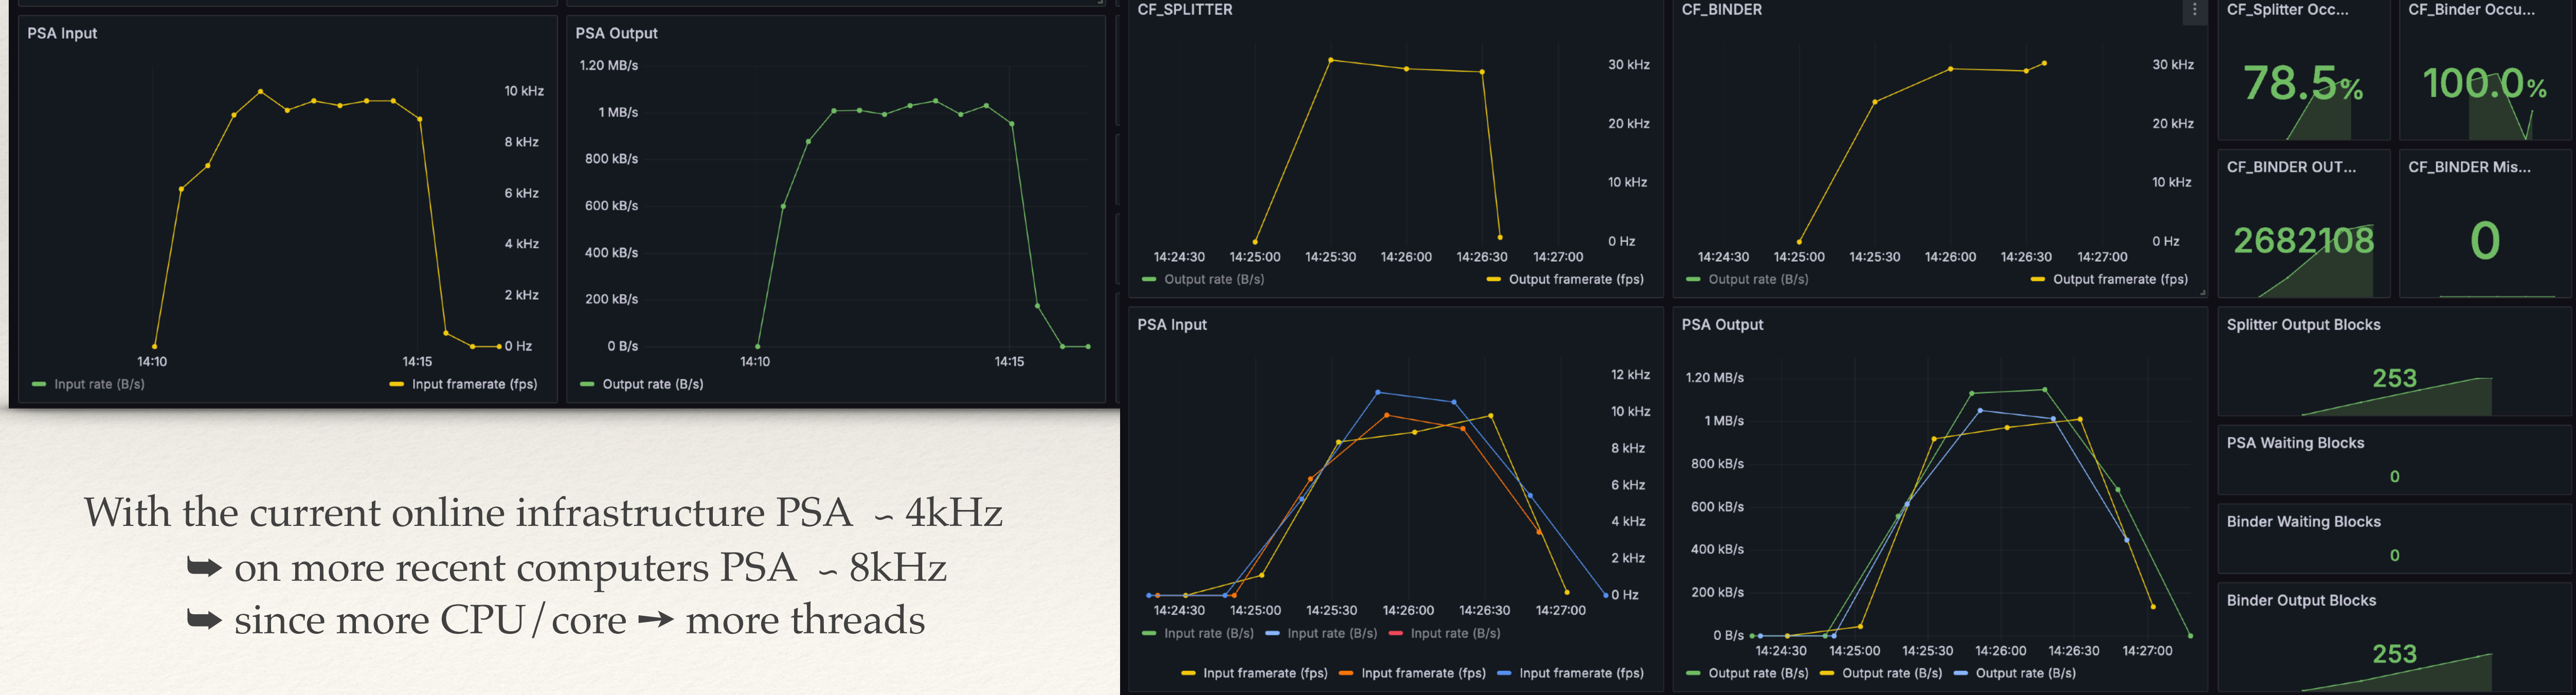 PSA Input
10 kHz
8 kHz
6 kHz
4 kHz
2 kHz
0 Hz
14:10 14:15
Input rate (B/s) Input framerate (fps)
PSA Output
1.20 MB/s
1 MB/s
800 kB/s
600 kB/s
400 kB/s
200 kB/s
0 B/s
14:10 14:15
Output rate (B/s)
With the current online infrastructure PSA ~ 4kHz
➥ on more recent computers PSA ~ 8kHz
➥ since more CPU/core → more threads
CF_SPLITTER
30 kHz
20 kHz
10 kHz
0 Hz
14:24:30 14:25:00 14:25:30 14:26:00 14:26:30 14:27:00
Output rate (B/s) Output framerate (fps)
CF_BINDER
30 kHz
20 kHz
10 kHz
0 Hz
14:24:30 14:25:00 14:25:30 14:26:00 14:26:30 14:27:00
Output rate (B/s) Output framerate (fps)
CF_Splitter Occ...
78.5%
CF_Binder Occu...
100.0%
CF_BINDER OUT...
2682108
CF_BINDER Mis...
0
PSA Input
12 kHz
10 kHz
8 kHz
6 kHz
4 kHz
2 kHz
0 Hz
14:24:30 14:25:00 14:25:30 14:26:00 14:26:30 14:27:00
Input rate (B/s) Input rate (B/s) Input rate (B/s)
Input framerate (fps) Input framerate (fps) Input framerate (fps)
PSA Output
1.20 MB/s
1 MB/s
800 kB/s
600 kB/s
400 kB/s
200 kB/s
0 B/s
14:24:30 14:25:00 14:25:30 14:26:00 14:26:30 14:27:00
Output rate (B/s) Output rate (B/s) Output rate (B/s)
Splitter Output Blocks
253
PSA Waiting Blocks
0
Binder Waiting Blocks
0
Binder Output Blocks
253